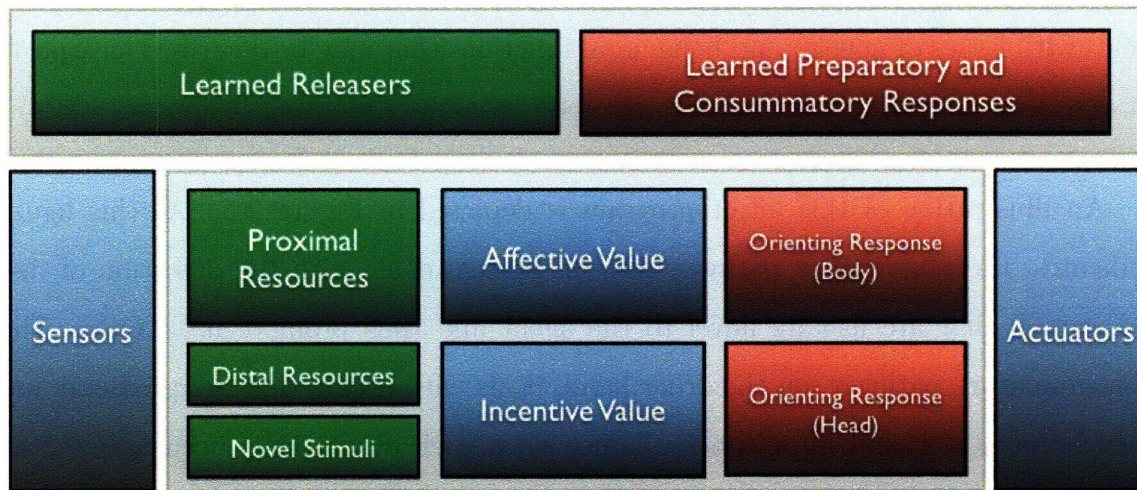 Learned Releasers
Learned Preparatory and
Consummatory Responses
Sensors
Proximal
Resources
Distal Resources
Novel Stimuli
Affective Value
Incentive Value
Orienting Response
(Body)
Orienting Response
(Head)
Actuators